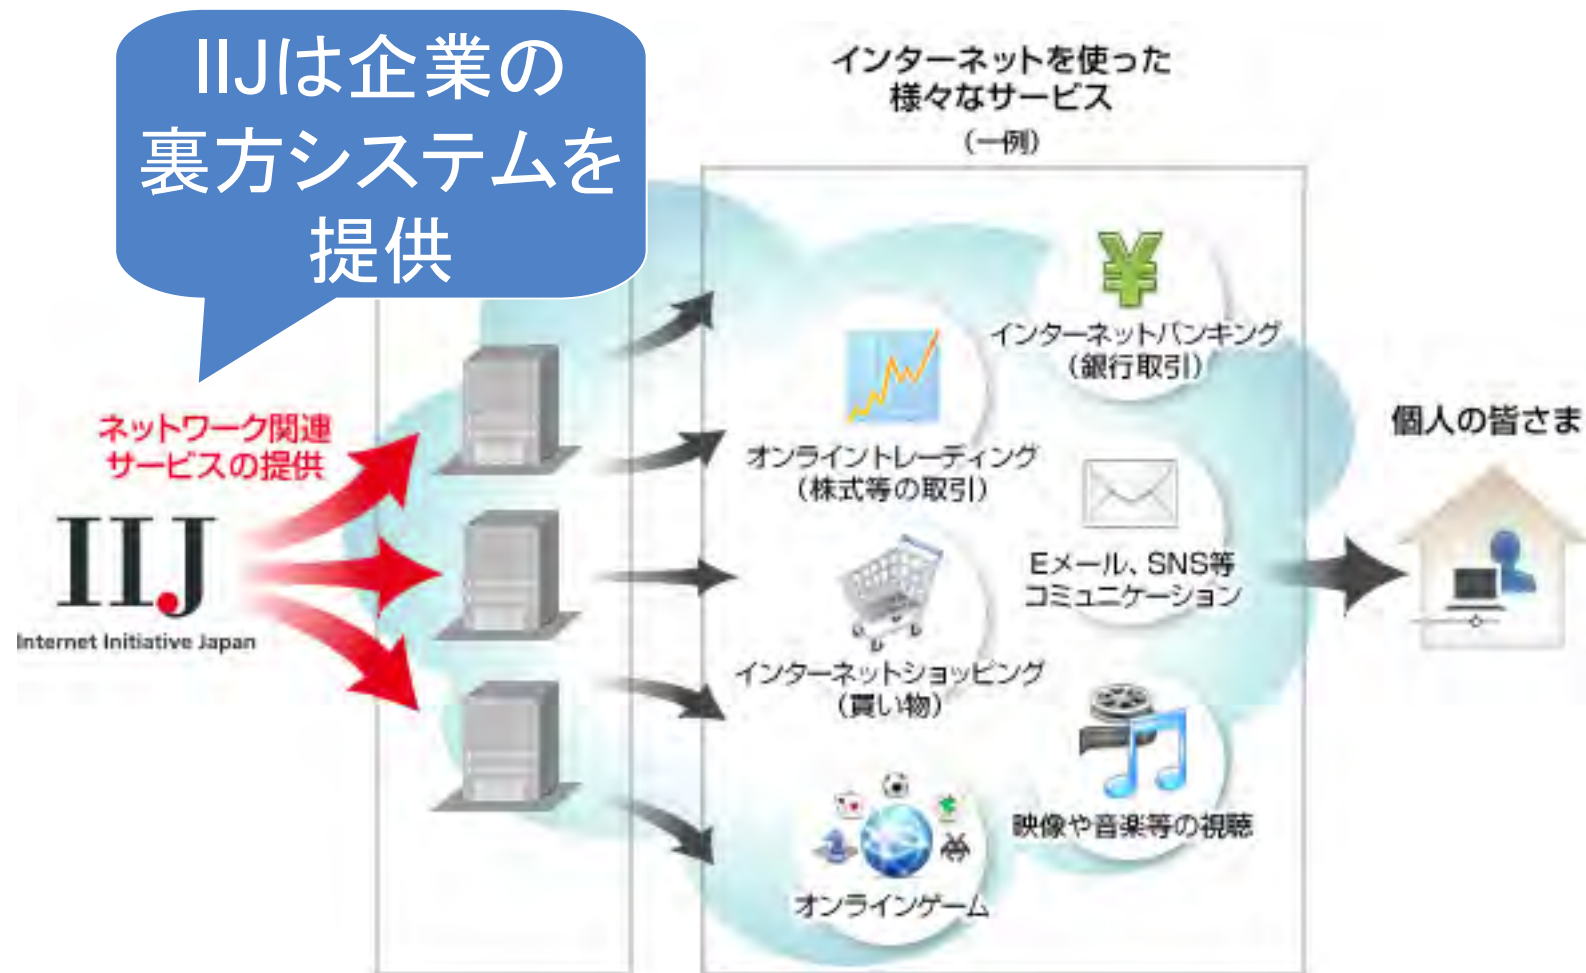 IIJは企業の
裏方システムを
提供
インターネットを使った
様々なサービス
(一例)
インターネットバンキング
(銀行取引)
オンライントレーディング
(株式等の取引)
Eメール、SNS等
コミュニケーション
インターネットショッピング
(買い物)
映像や音楽等の視聴
オンラインゲーム
ネットワーク関連
サービスの提供
IIJ
Internet Initiative Japan
個人の皆さま